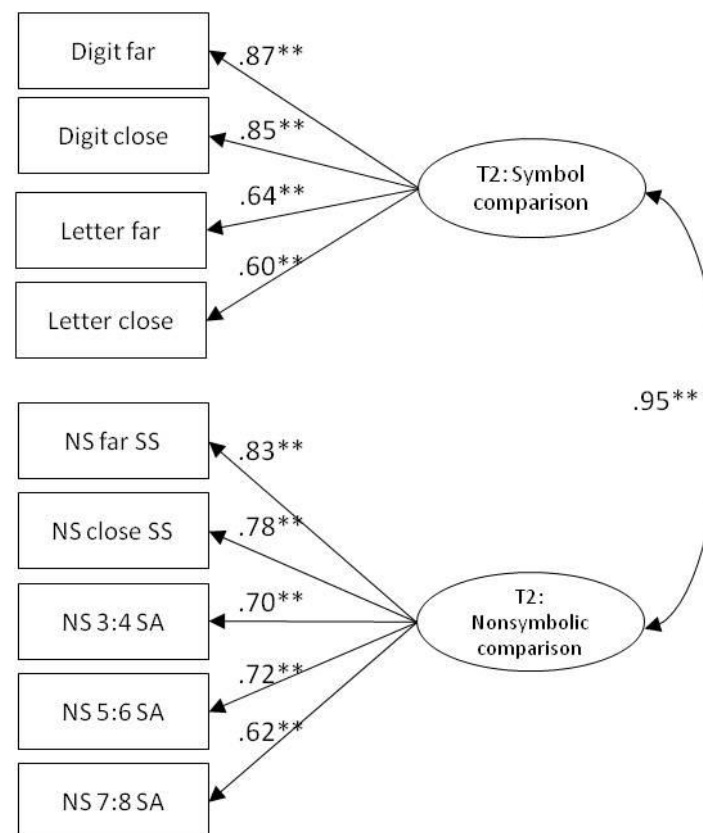 Digit far
.87**
Digit close
.85**
T2: Symbol
comparison
Letter far
.64**
Letter close
.60**
.95**
NS far SS
.83**
NS close SS
.78**
NS 3:4 SA
.70**
T2:
Nonsymbolic
comparison
NS 5:6 SA
.72**
NS 7:8 SA
.62**